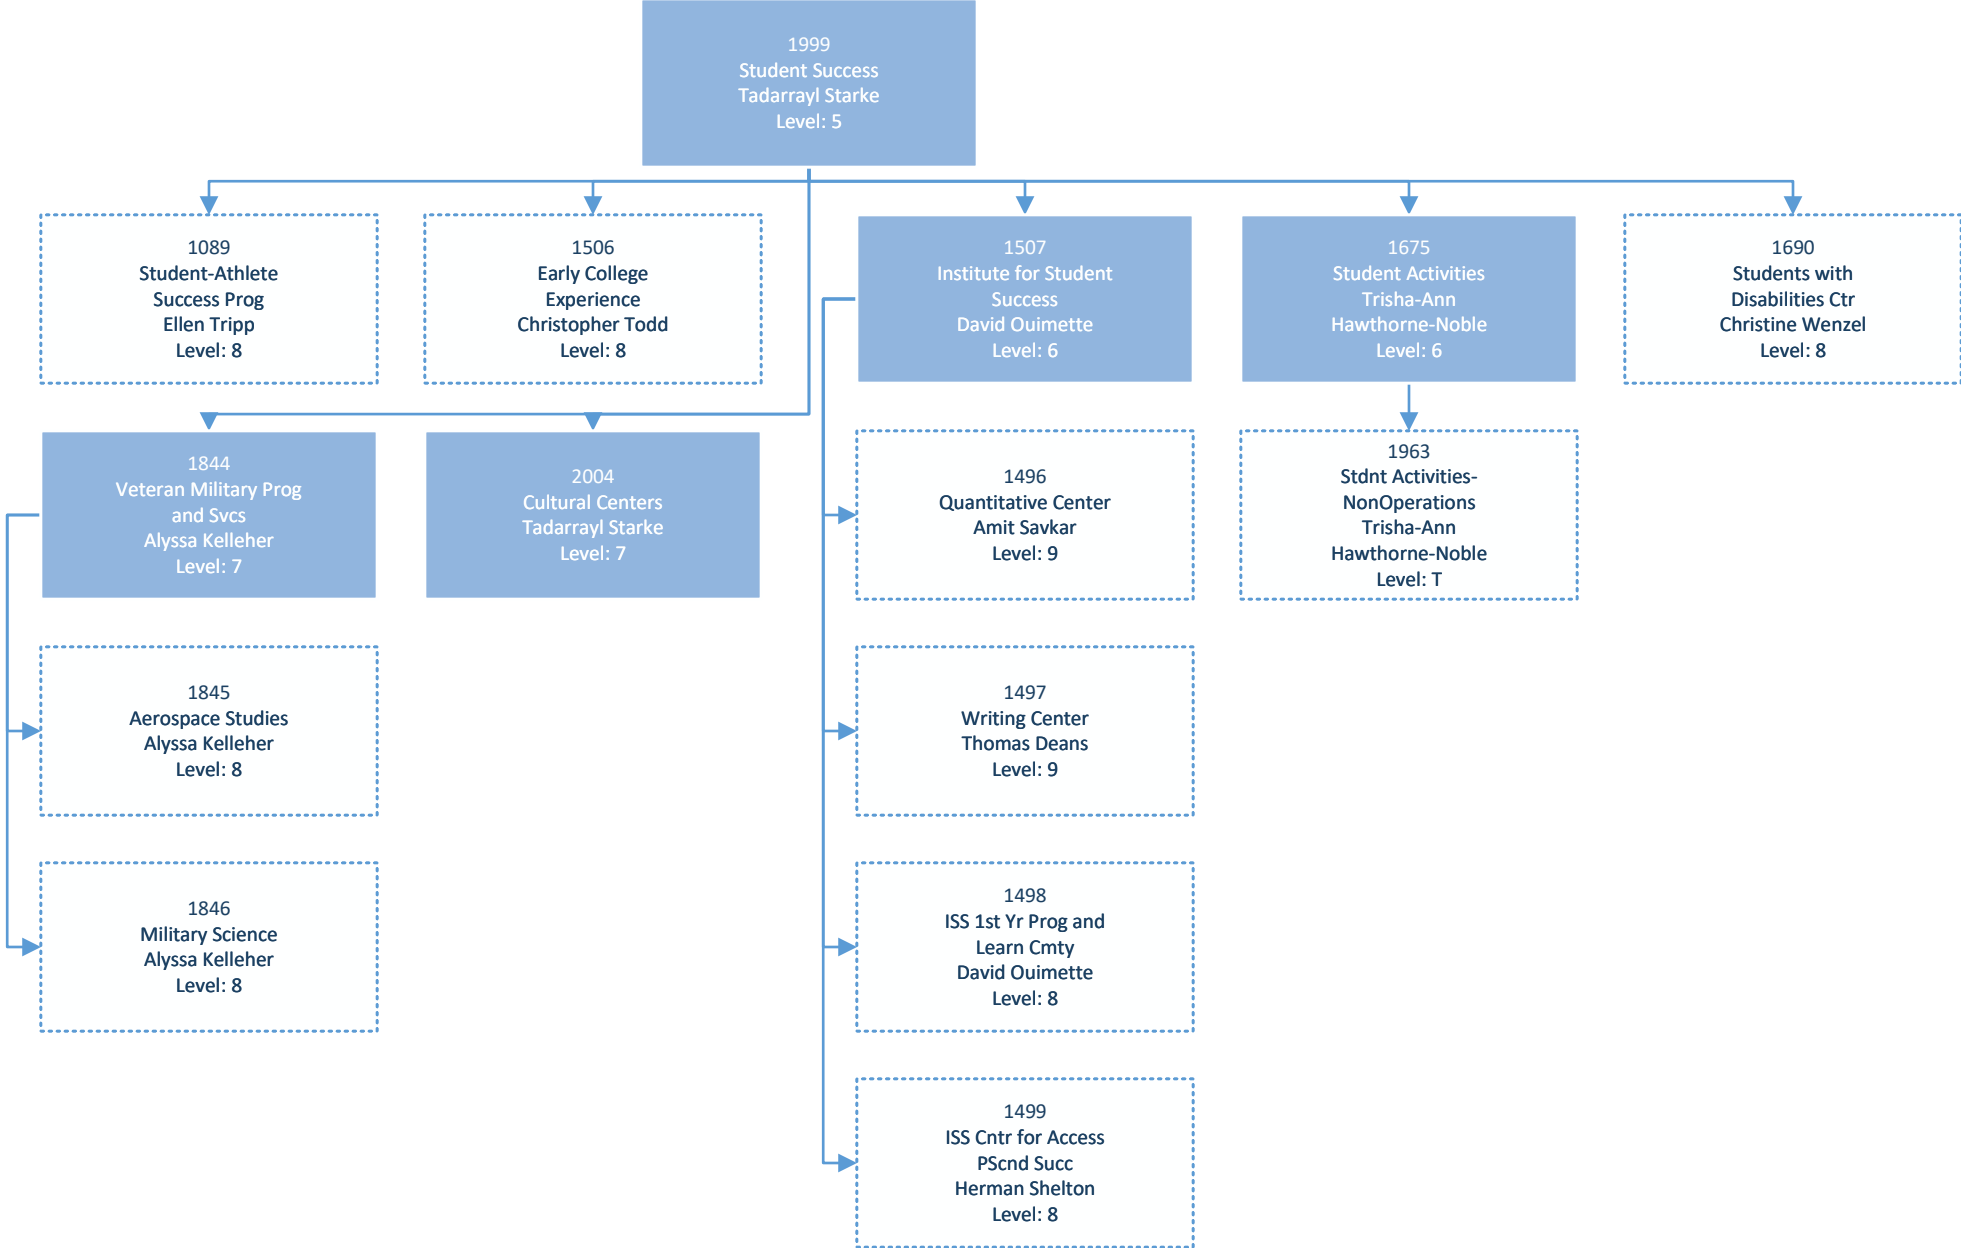 1999
Student Success
Tadarrayl Starke
Level: 5
1089
Student-Athlete
Success Prog
Ellen Tripp
Level: 8
1506
Early College
Experience
Christopher Todd
Level: 8
1507
Institute for Student
Success
David Ouimette
Level: 6
1675
Student Activities
Trisha-Ann
Hawthorne-Noble
Level: 6
1690
Students with
Disabilities Ctr
Christine Wenzel
Level: 8
1844
Veteran Military Prog
and Svcs
Alyssa Kelleher
Level: 7
2004
Cultural Centers
Tadarrayl Starke
Level: 7
1496
Quantitative Center
Amit Savkar
Level: 9
1963
Stdnt Activities-
NonOperations
Trisha-Ann
Hawthorne-Noble
Level: T
1845
Aerospace Studies
Alyssa Kelleher
Level: 8
1497
Writing Center
Thomas Deans
Level: 9
1846
Military Science
Alyssa Kelleher
Level: 8
1498
ISS 1st Yr Prog and
Learn Cmty
David Ouimette
Level: 8
1499
ISS Cntr for Access
PScnd Succ
Herman Shelton
Level: 8